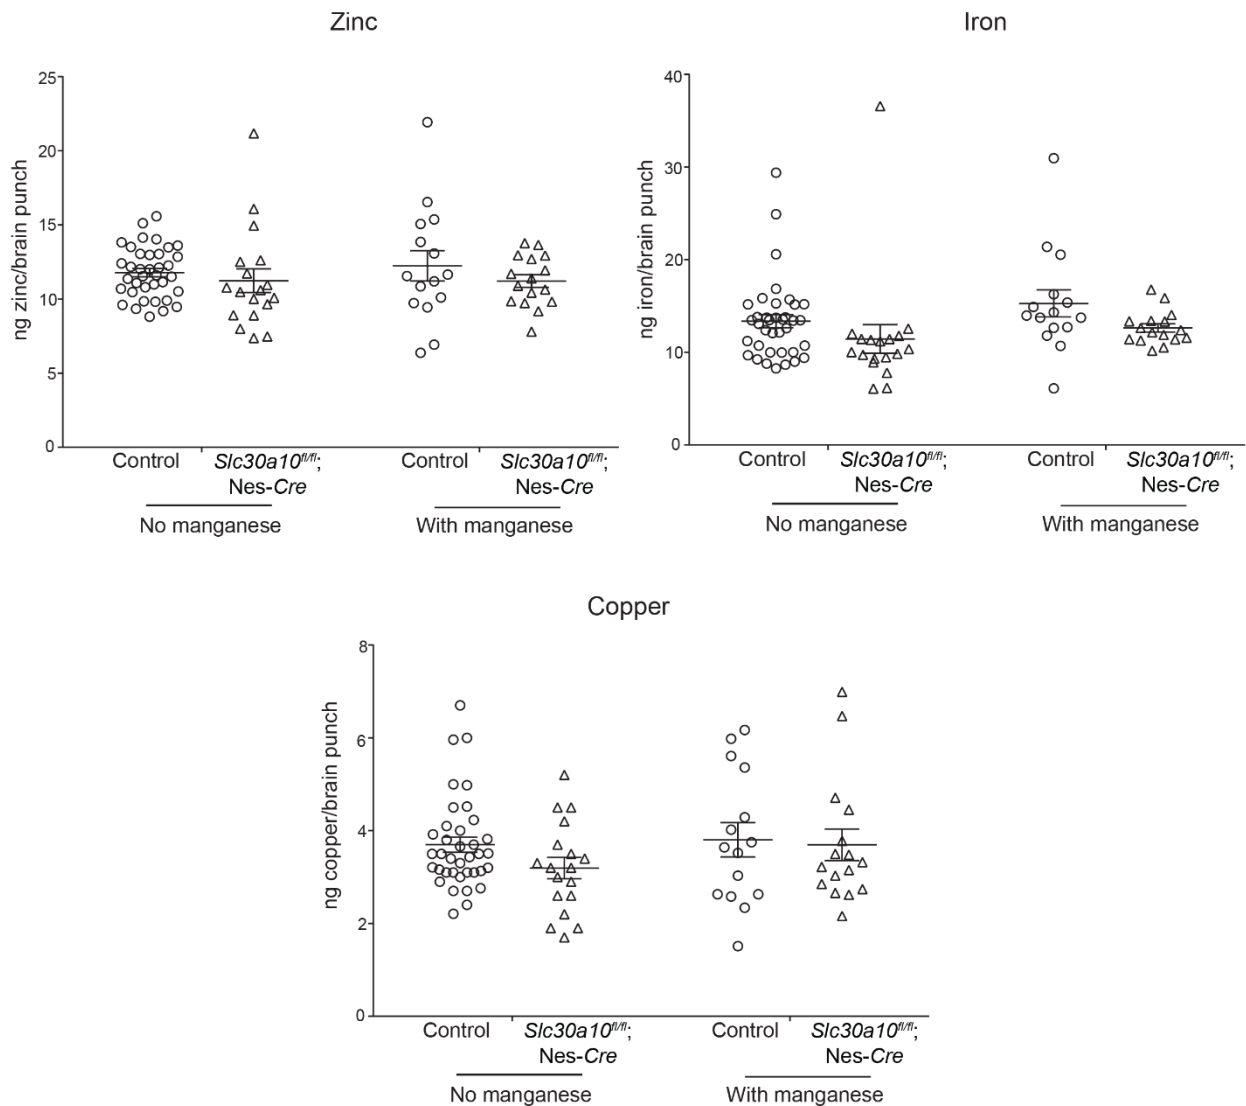 Zinc
Iron
ng zinc/brain punch
25
20
15
10
5
0
Control
Slc30a10fl/fl;
Nes-Cre
No manganese
Control
Slc30a10fl/fl;
Nes-Cre
With manganese
ng iron/brain punch
40
30
20
10
0
Control
Slc30a10fl/fl;
Nes-Cre
No manganese
Control
Slc30a10fl/fl;
Nes-Cre
With manganese
Copper
ng copper/brain punch
8
6
4
2
0
Control
Slc30a10fl/fl;
Nes-Cre
No manganese
Control
Slc30a10fl/fl;
Nes-Cre
With manganese